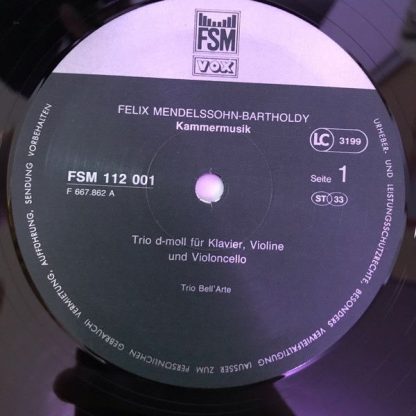 FSM
VOX
FELIX MENDELSSOHN-BARTHOLDY
Kammermusik
LC 3199
FSM 112 001
F 667.862 A
Seite 1
ST 33
Trio d-moll für Klavier, Violine
und Violoncello
Trio Bell'Arte
URHEBER- UND LEISTUNGSSCHUTZRECHTE, BESONDERS VERVIELFÄLTIGUNG (AUSSER ZUM PERSÖNLICHEN GEBRAUCH!) VERMIETUNG, AUFFÜHRUNG, SENDUNG VORBEHALTEN